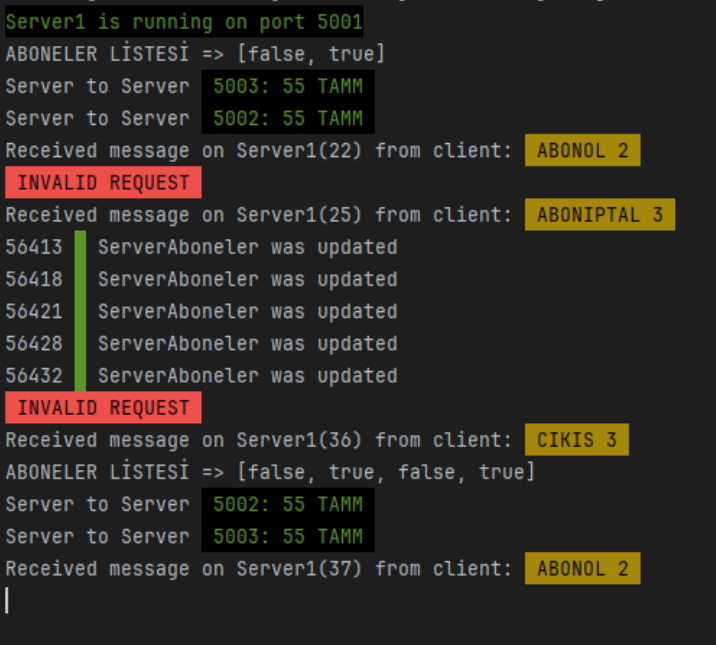 Server1 is running on port 5001
ABONELER LİSTESİ => [false, true]
Server to Server 5003: 55 TAMM
Server to Server 5002: 55 TAMM
Received message on Server1(22) from client: ABONOL 2
INVALID REQUEST
Received message on Server1(25) from client: ABONIPTAL 3
56413 ServerAboneler was updated
56418 ServerAboneler was updated
56421 ServerAboneler was updated
56428 ServerAboneler was updated
56432 ServerAboneler was updated
INVALID REQUEST
Received message on Server1(36) from client: CIKIS 3
ABONELER LİSTESİ => [false, true, false, true]
Server to Server 5002: 55 TAMM
Server to Server 5003: 55 TAMM
Received message on Server1(37) from client: ABONOL 2